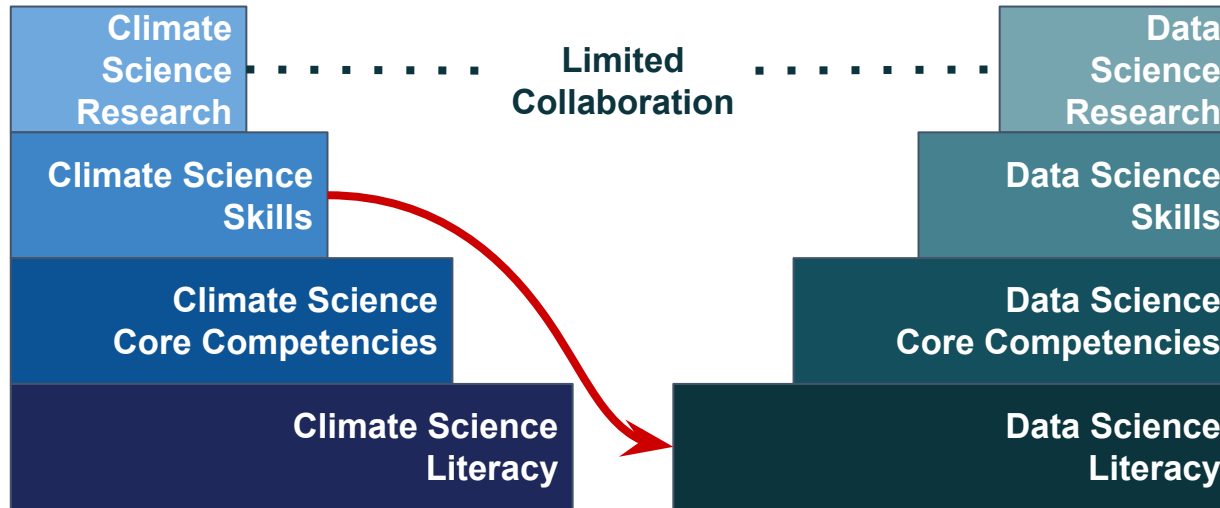 Climate
Science
Research
Limited
Collaboration
Data
Science
Research
Climate Science
Skills
Data Science
Skills
Climate Science
Core Competencies
Data Science
Core Competencies
Climate Science
Literacy
Data Science
Literacy